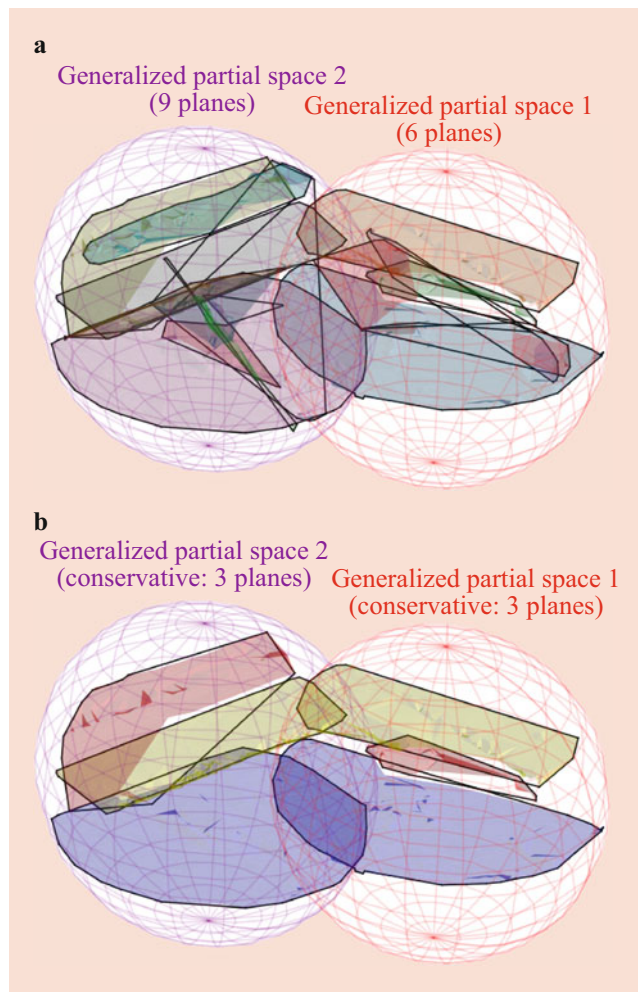 a
Generalized partial space 2
(9 planes)
Generalized partial space 1
(6 planes)
b
Generalized partial space 2
(conservative: 3 planes)
Generalized partial space 1
(conservative: 3 planes)